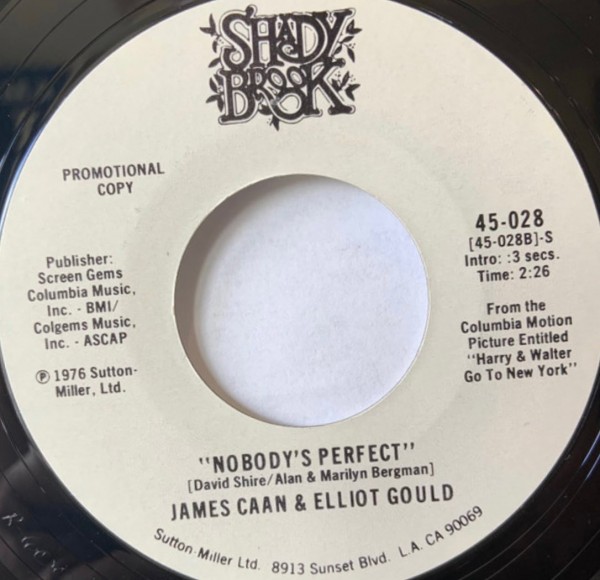 SHADY
BROOK
PROMOTIONAL
COPY
45-028
[45-028B]-S
Intro: :3 secs.
Time: 2:26
Publisher:
Screen Gems
Columbia Music,
Inc. - BMI/
Colgems Music,
Inc. - ASCAP
℗ 1976 Sutton-
Miller, Ltd.
From the
Columbia Motion
Picture Entitled
"Harry & Walter
Go To New York"
"NOBODY'S PERFECT"
[David Shire/Alan & Marilyn Bergman]
JAMES CAAN & ELLIOT GOULD
Sutton-Miller Ltd. 8913 Sunset Blvd. L.A. CA 90069